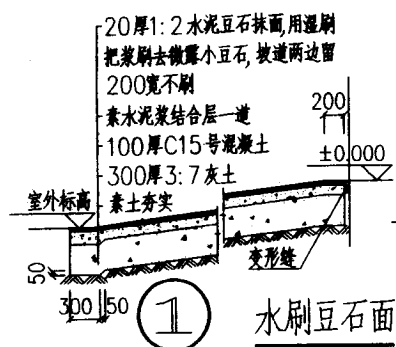 20厚1:2水泥豆石抹面,用湿刷
把浆刷去微露小豆石,坡道两边留
200宽不刷
素水泥浆结合层一道
100厚C15号混凝土
300厚3:7灰土
素土夯实
200
±0.000
室外标高
变形缝
50
300
50
1
水刷豆石面